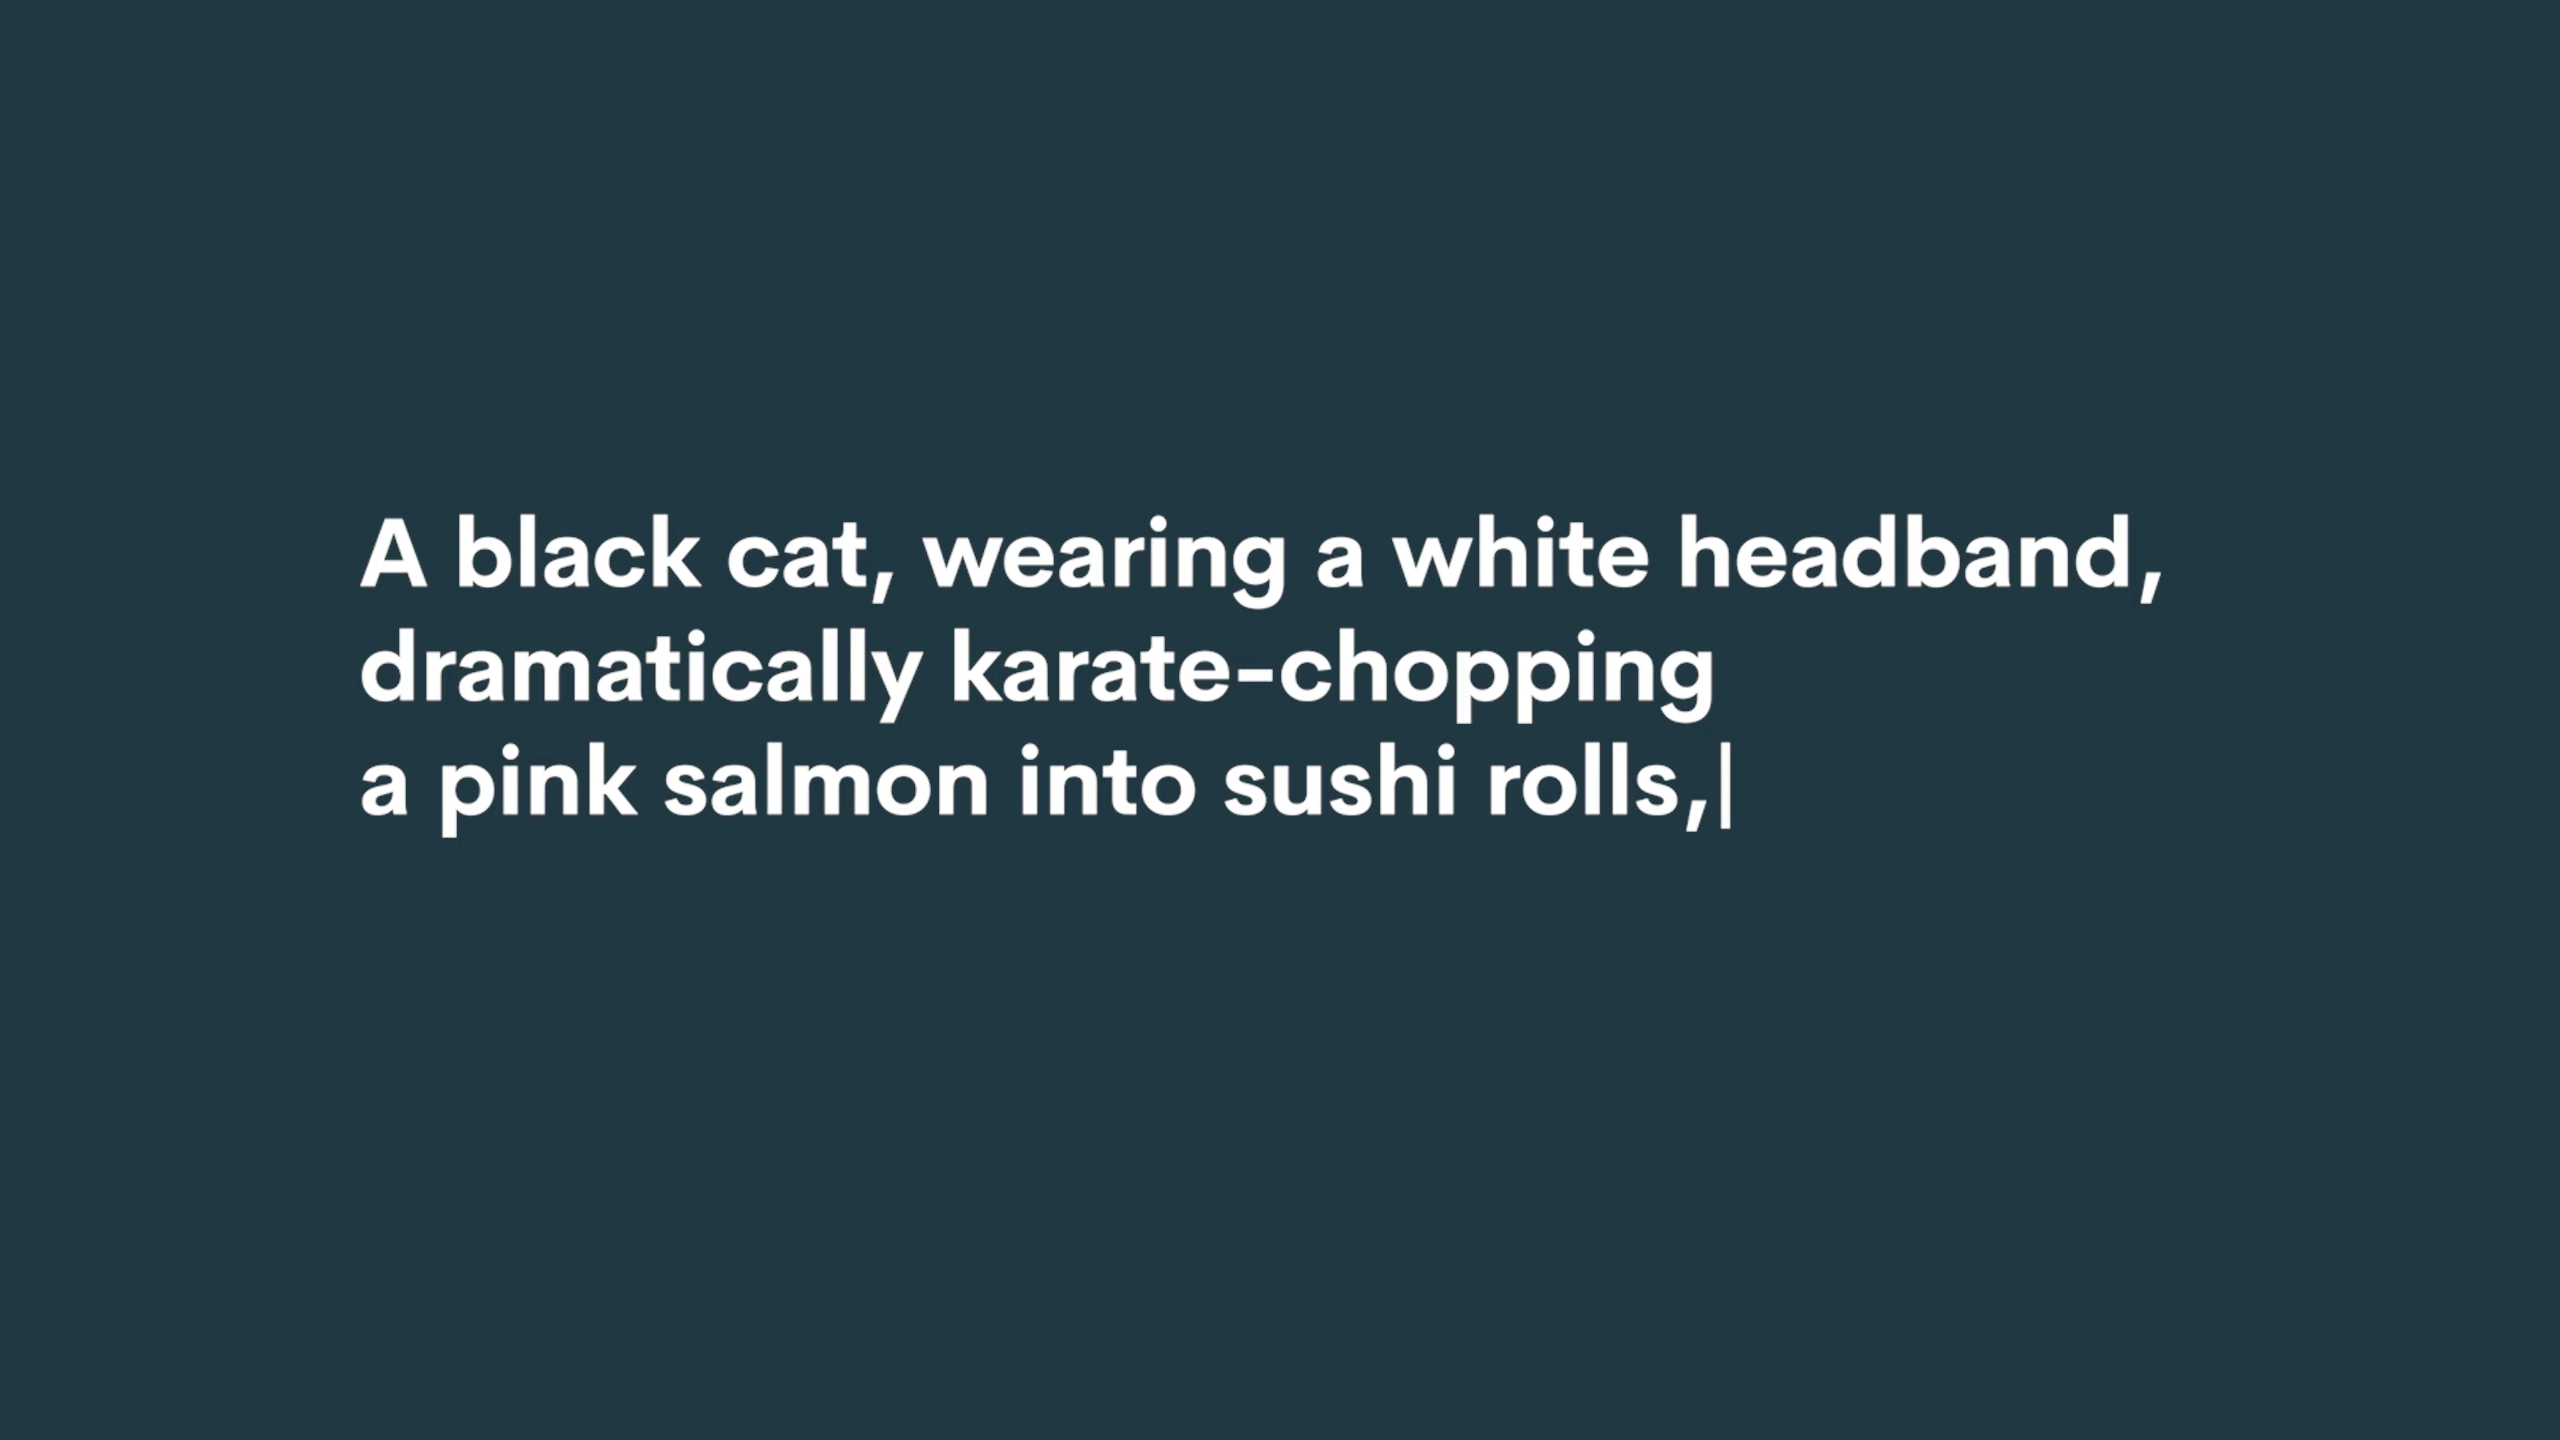 A black cat, wearing a white headband,
dramatically karate-chopping
a pink salmon into sushi rolls,